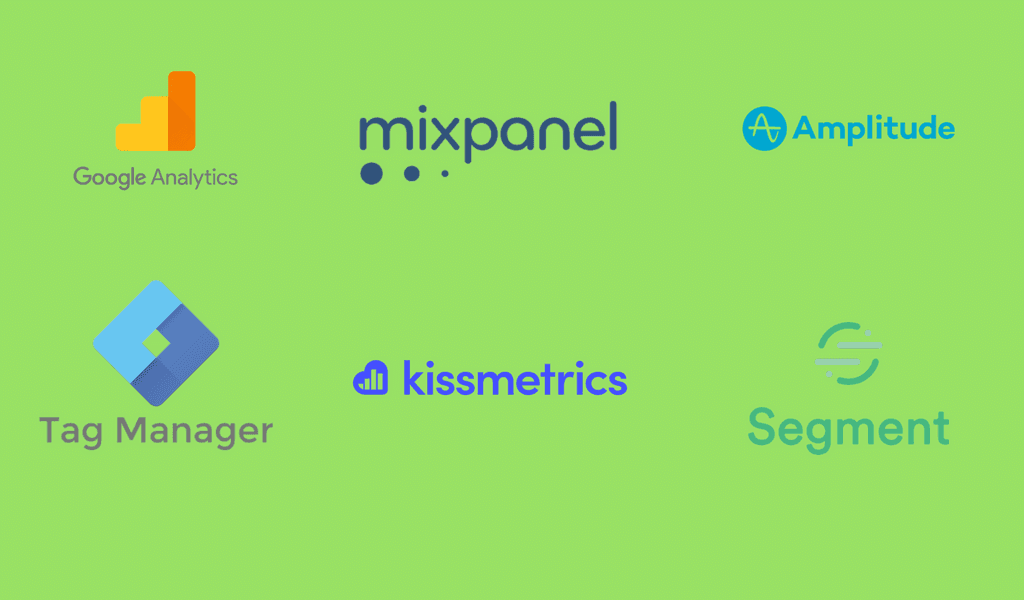 Google Analytics
mixpanel
Amplitude
Tag Manager
kissmetrics
Segment